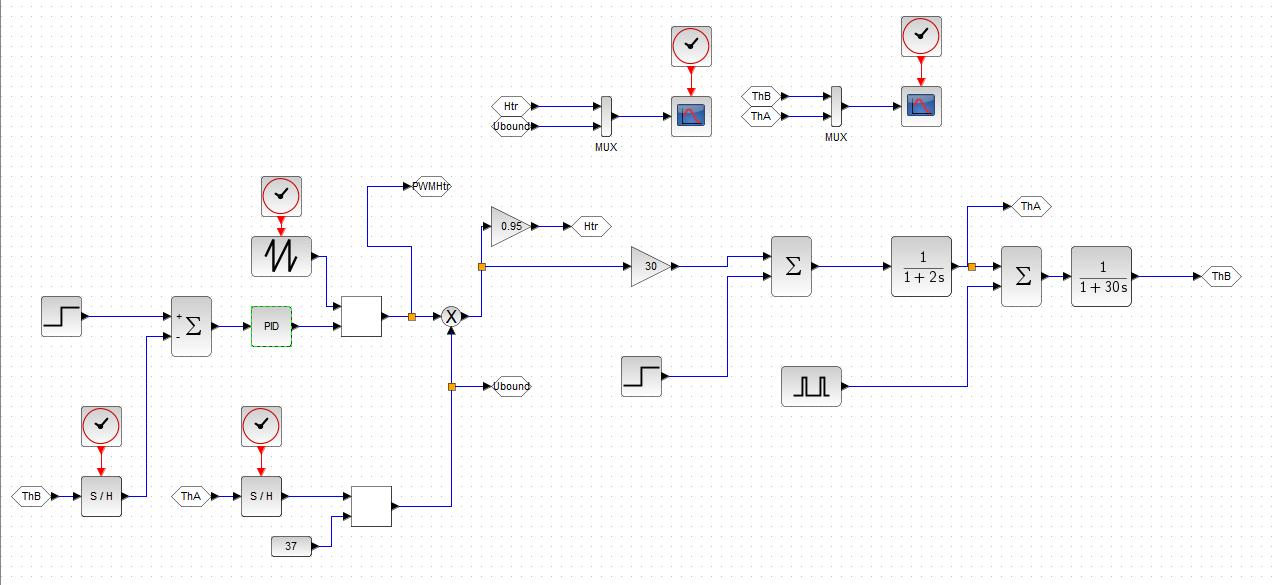 Htr
Ubound
MUX
ThB
ThA
MUX
PWMHtr
0.95
Htr
ThA
30
Σ
1
1 + 2s
Σ
1
1 + 30s
ThB
+
-
Σ
PID
X
Ubound
ThB
S / H
ThA
S / H
37